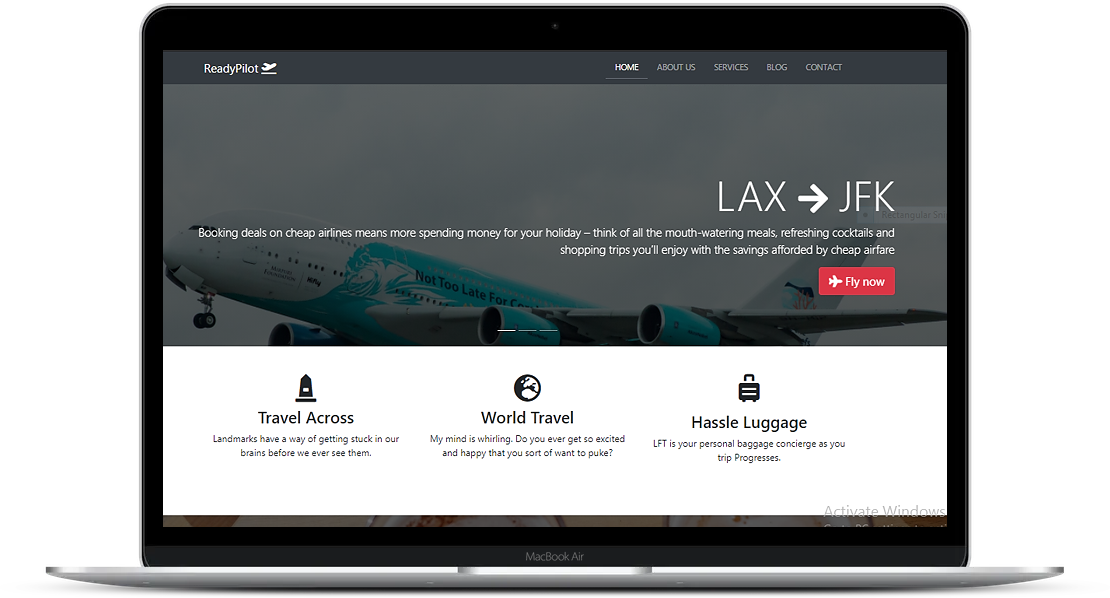 ReadyPilot
HOME ABOUT US SERVICES BLOG CONTACT
LAX JFK
Rectangular Sni
Booking deals on cheap airlines means more spending money for your holiday – think of all the mouth-watering meals, refreshing cocktails and
shopping trips you'll enjoy with the savings afforded by cheap airfare
Fly now
Hifly
Not Too Late For
Travel Across
Landmarks have a way of getting stuck in our
brains before we ever see them.
World Travel
My mind is whirling. Do you ever get so excited
and happy that you sort of want to puke?
Hassle Luggage
LFT is your personal baggage concierge as you
trip Progresses.
Activate Windows
MacBook Air